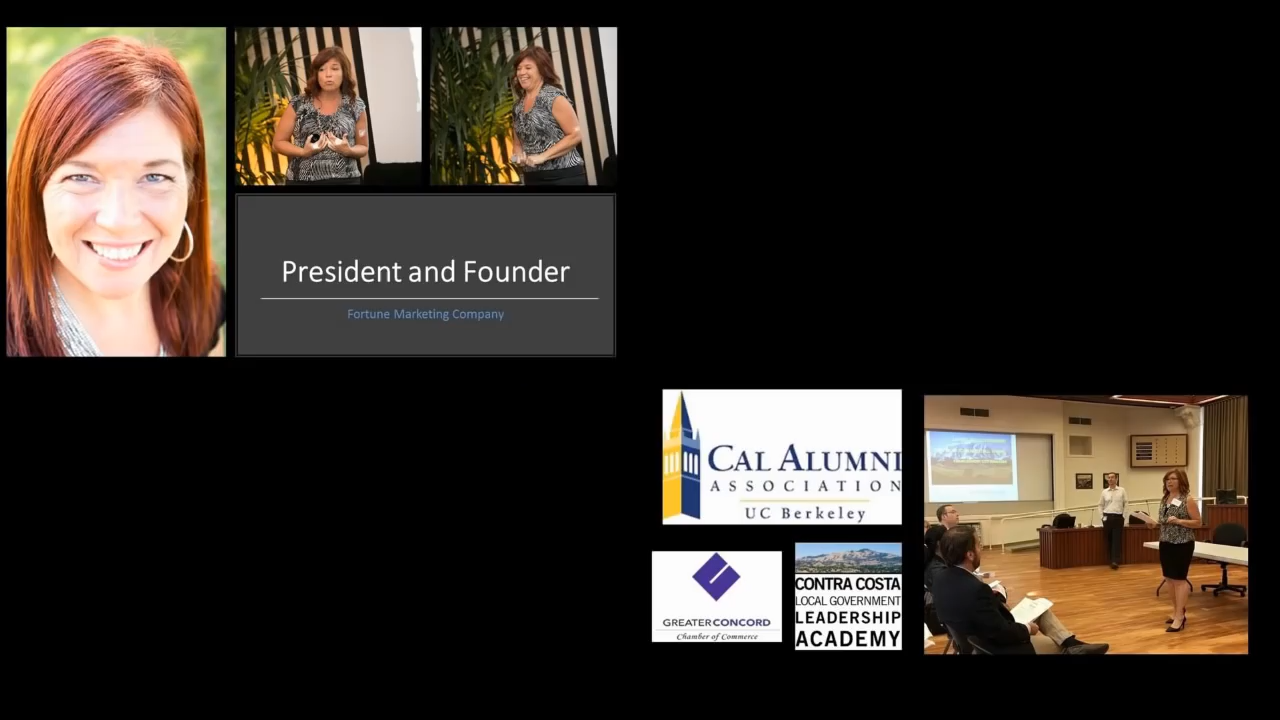 President and Founder
Fortune Marketing Company
CAL ALUMNI
ASSOCIATION
UC Berkeley
GREATER CONCORD
Chamber of Commerce
CONTRA COSTA
LOCAL GOVERNMENT
LEADERSHIP
ACADEMY